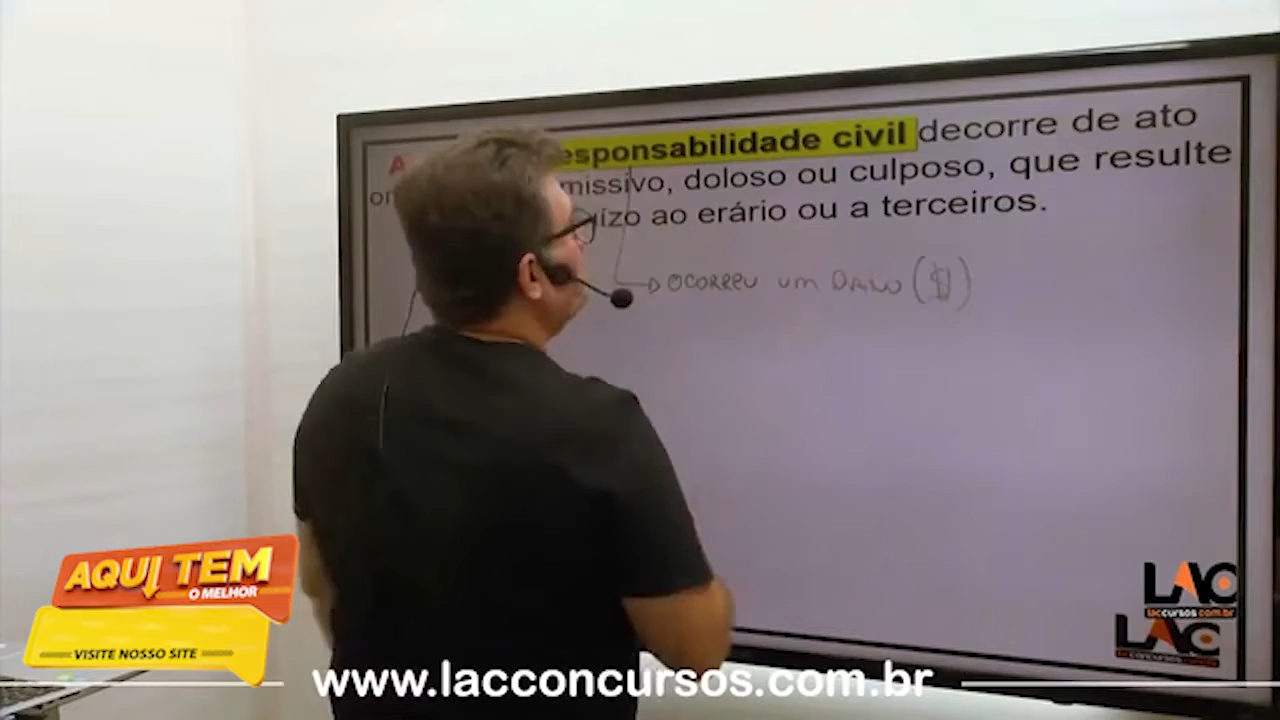 A esponsabilidade civil decorre de ato
missivo, doloso ou culposo, que resulte
ízo ao erário ou a terceiros.
OCORREU UM DANO ($)
AQUI TEM
O MELHOR
VISITE NOSSO SITE
LAC
laccursos.com.br
LAC
www.lacconcursos.com.br